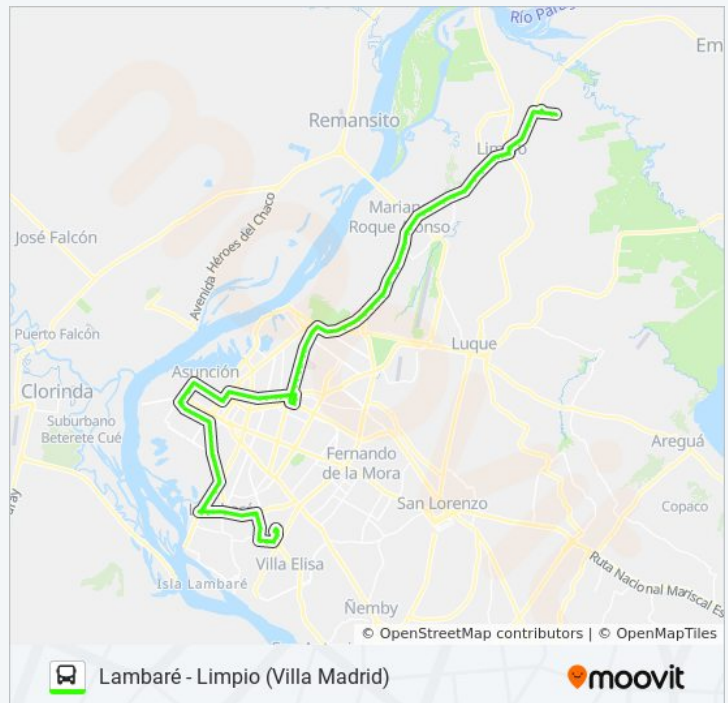 Río Parag
Em
Remansito
Limpio
Marian
Roque Alonso
José Falcón
Avenida Héroes del Chaco
Puerto Falcón
Luque
Asunción
Clorinda
Suburbano
Beterete Cué
Areguá
Fernando
de la Mora
San Lorenzo
Copaco
Villa Elisa
Isla Lambaré
Ruta Nacional Mariscal Es
Ñemby
© OpenStreetMap contributors | © OpenMapTiles
Lambaré - Limpio (Villa Madrid)
moovit